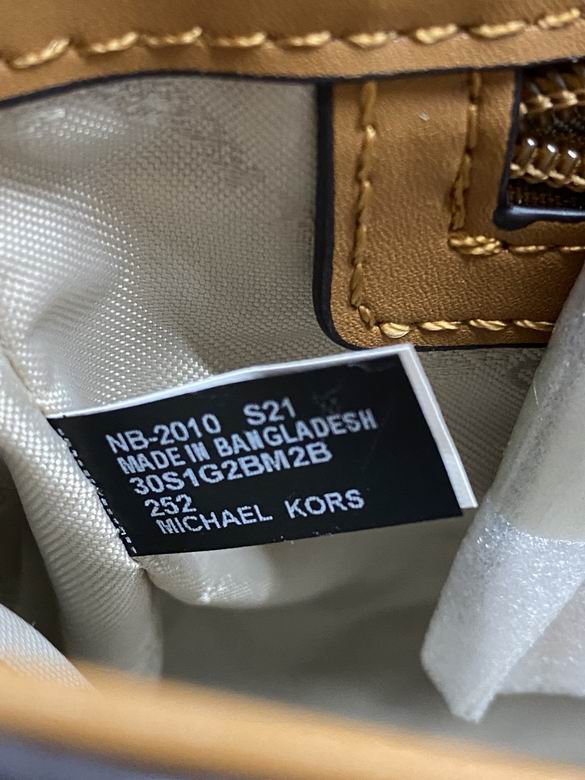 NB-2010 S21
MADE IN BANGLADESH
30S1G2BM2B
252
MICHAEL KORS